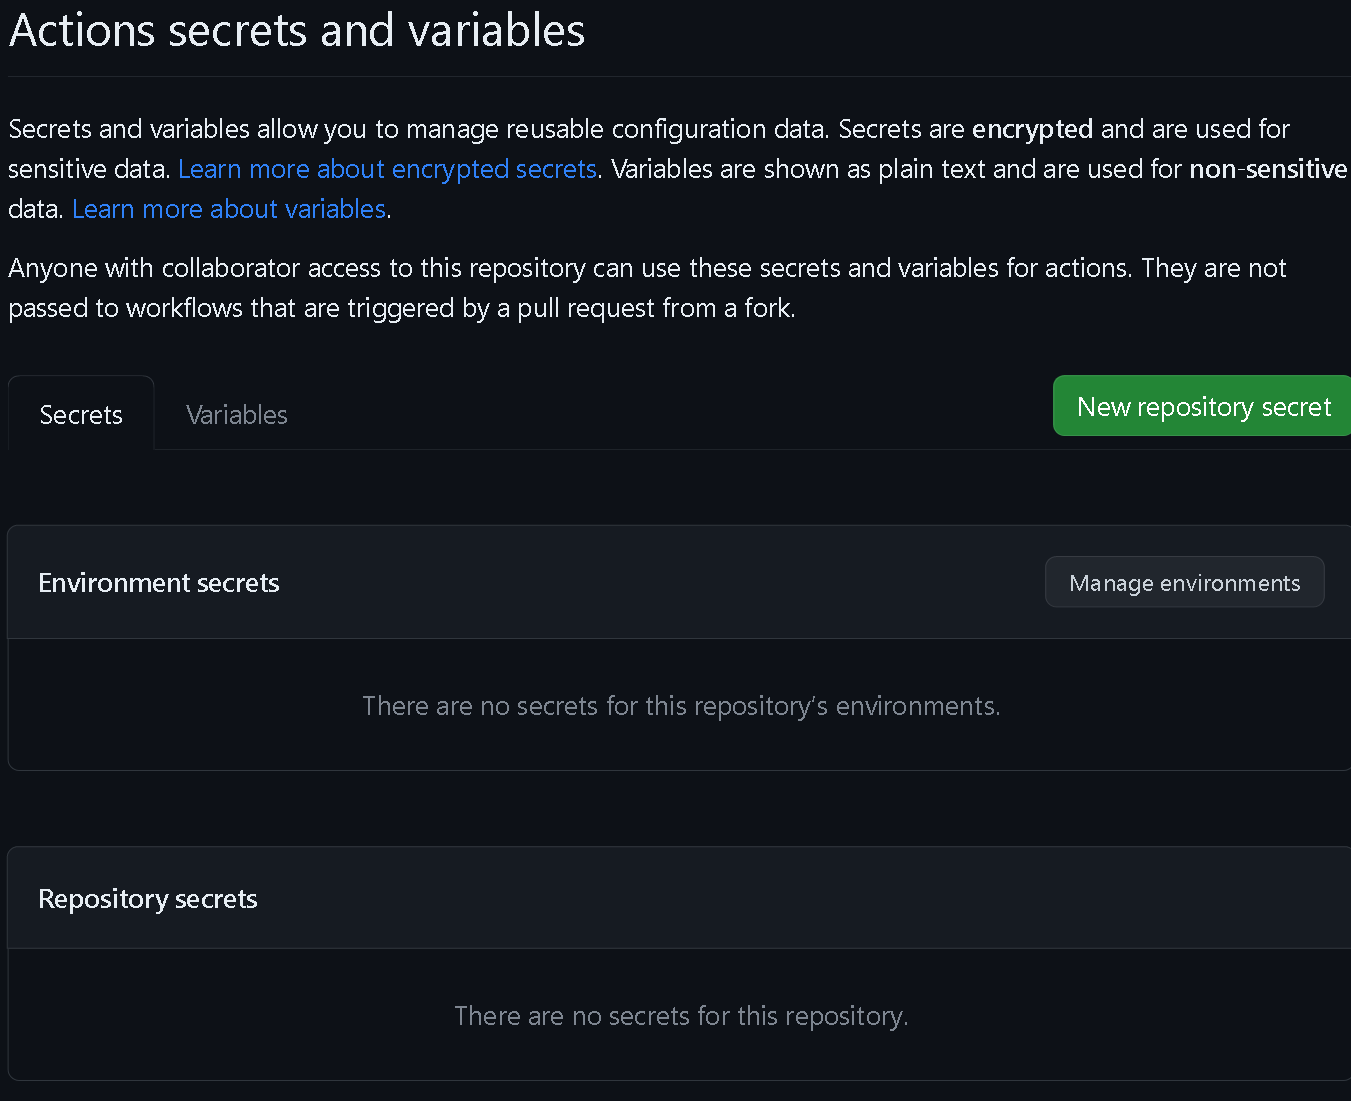 Actions secrets and variables
Secrets and variables allow you to manage reusable configuration data. Secrets are encrypted and are used for
sensitive data. Learn more about encrypted secrets. Variables are shown as plain text and are used for non-sensitive
data. Learn more about variables.
Anyone with collaborator access to this repository can use these secrets and variables for actions. They are not
passed to workflows that are triggered by a pull request from a fork.
Secrets
Variables
New repository secret
Environment secrets
Manage environments
There are no secrets for this repository’s environments.
Repository secrets
There are no secrets for this repository.